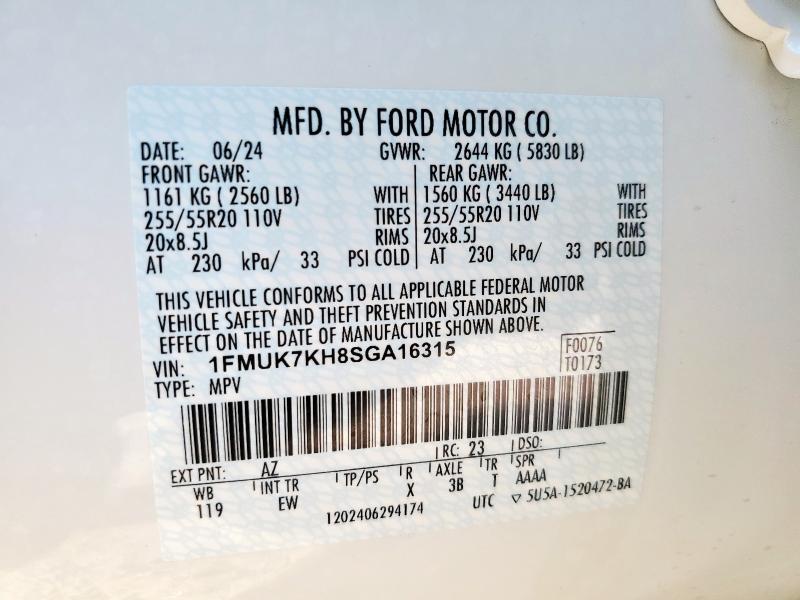 MFD. BY FORD MOTOR CO.
DATE: 06/24 GVWR: 2644 KG ( 5830 LB)
FRONT GAWR: REAR GAWR:
1161 KG ( 2560 LB) WITH 1560 KG ( 3440 LB) WITH
255/55R20 110V TIRES 255/55R20 110V TIRES
20x8.5J RIMS 20x8.5J RIMS
AT 230 kPa/ 33 PSI COLD AT 230 kPa/ 33 PSI COLD
THIS VEHICLE CONFORMS TO ALL APPLICABLE FEDERAL MOTOR
VEHICLE SAFETY AND THEFT PREVENTION STANDARDS IN
EFFECT ON THE DATE OF MANUFACTURE SHOWN ABOVE.
VIN: 1FMUK7KH8SGA16315 F0076
TYPE: MPV T0173
EXT PNT: AZ RC: 23 DSO:
WB INT TR TP/PS R AXLE TR SPR
119 EW X 3B T AAAA
1202406294174 UTC ▽ 5U5A-1520472-BA